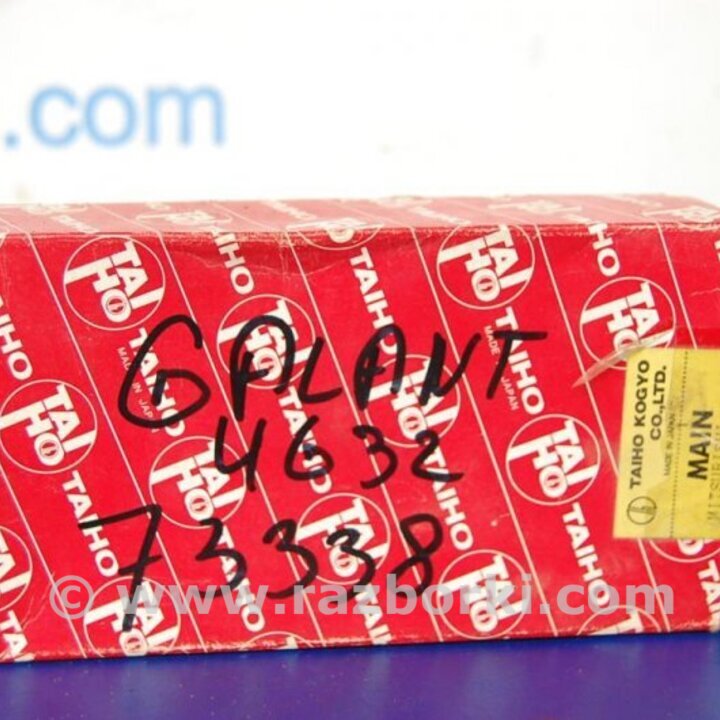 .com
TAIHO TAIHO MADE IN JAPAN
GALANT
4G32
73338
TAIHO KOGYO
CO.,LTD.
MADE IN JAPAN
MAIN
© www.razborki.com